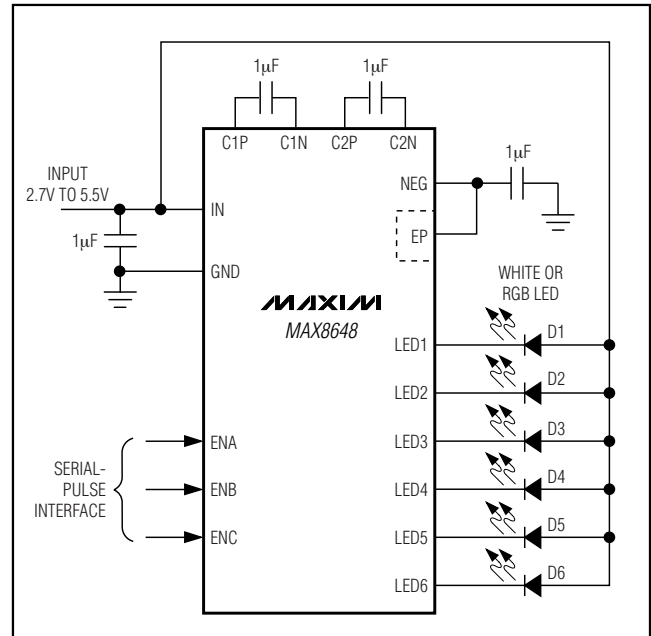 1μF
1μF
C1P
C1N
C2P
C2N
1μF
INPUT
2.7V TO 5.5V
IN
NEG
1μF
EP
GND
WHITE OR
RGB LED
MAXIM
MAX8648
LED1
D1
LED2
D2
ENA
LED3
D3
SERIAL-
PULSE
INTERFACE
ENB
LED4
D4
ENC
LED5
D5
LED6
D6